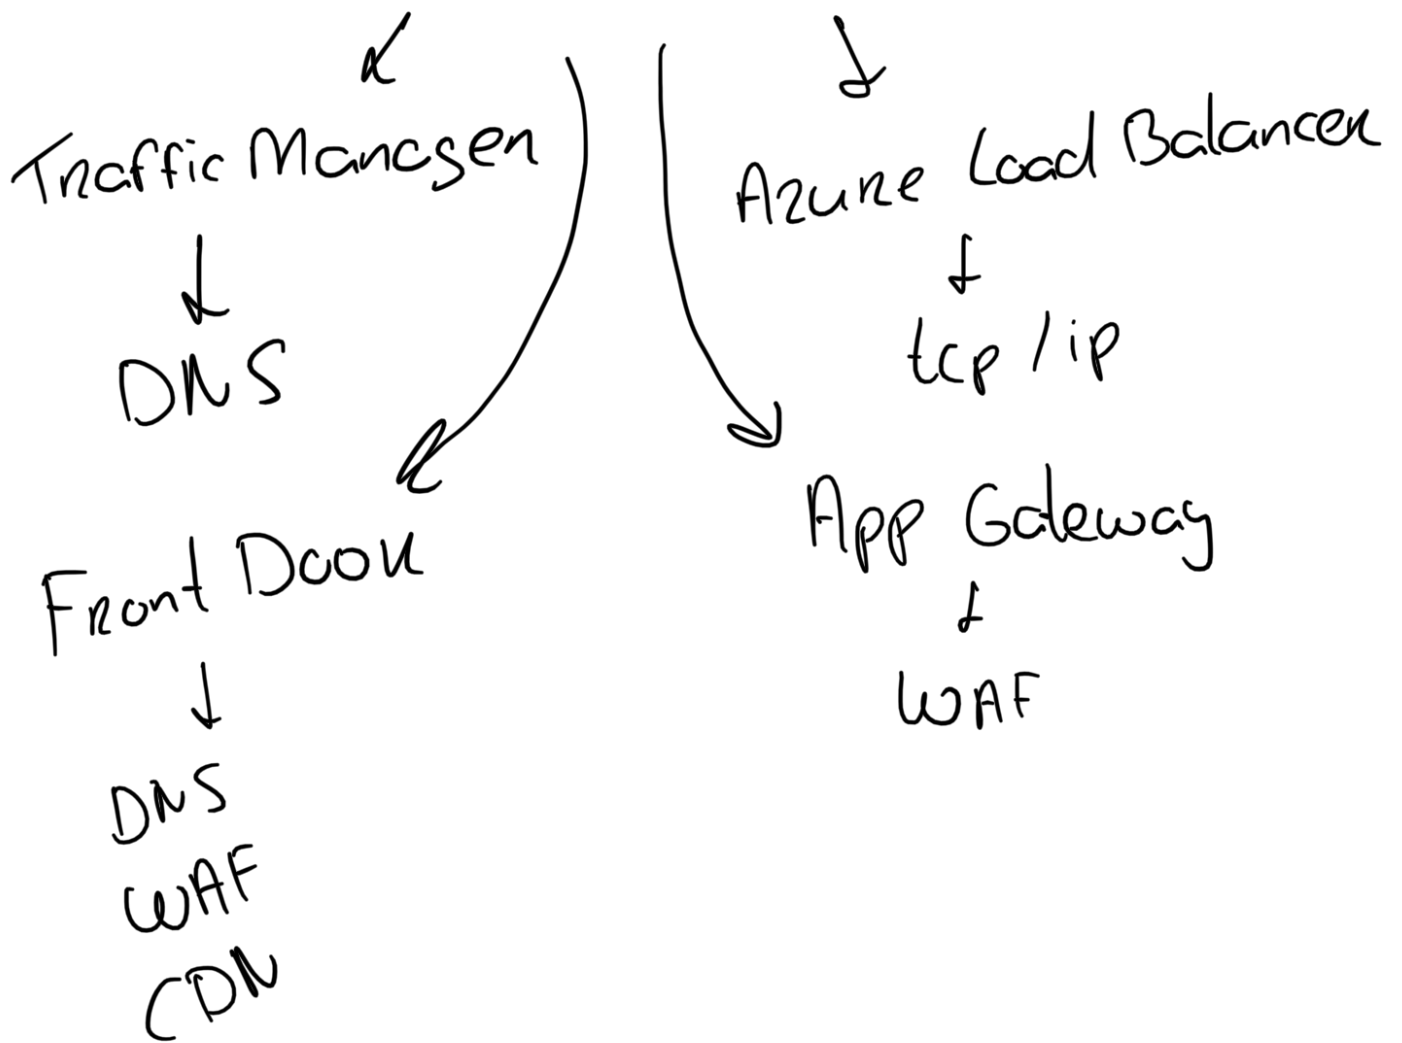 Traffic Manager
Azure Load Balancer
DNS
tcp/ip
Front Door
App Gateway
DNS
WAF
CDN
WAF